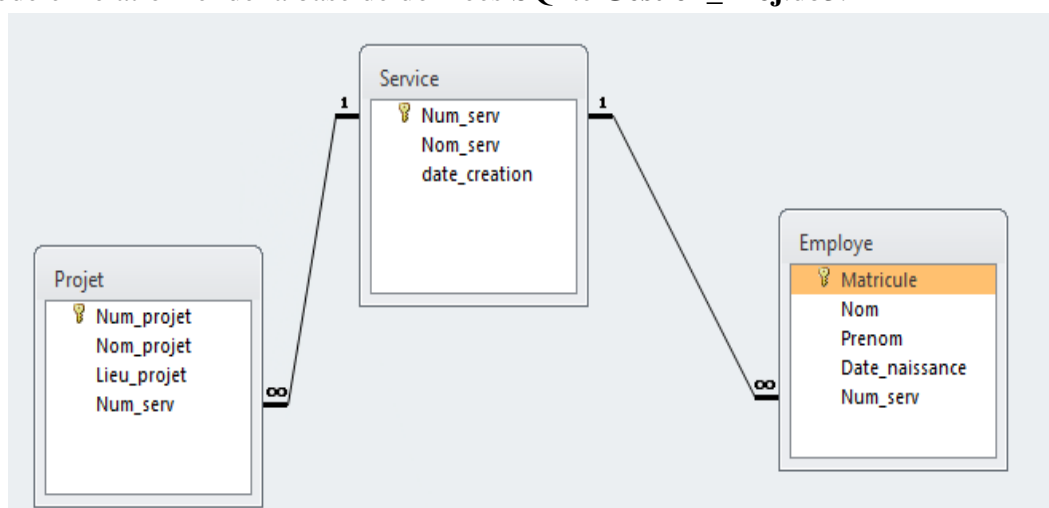 Service
Num_serv
Nom_serv
date_creation
1
1
Projet
Num_projet
Nom_projet
Lieu_projet
Num_serv
∞
Employe
Matricule
Nom
Prenom
Date_naissance
Num_serv
∞